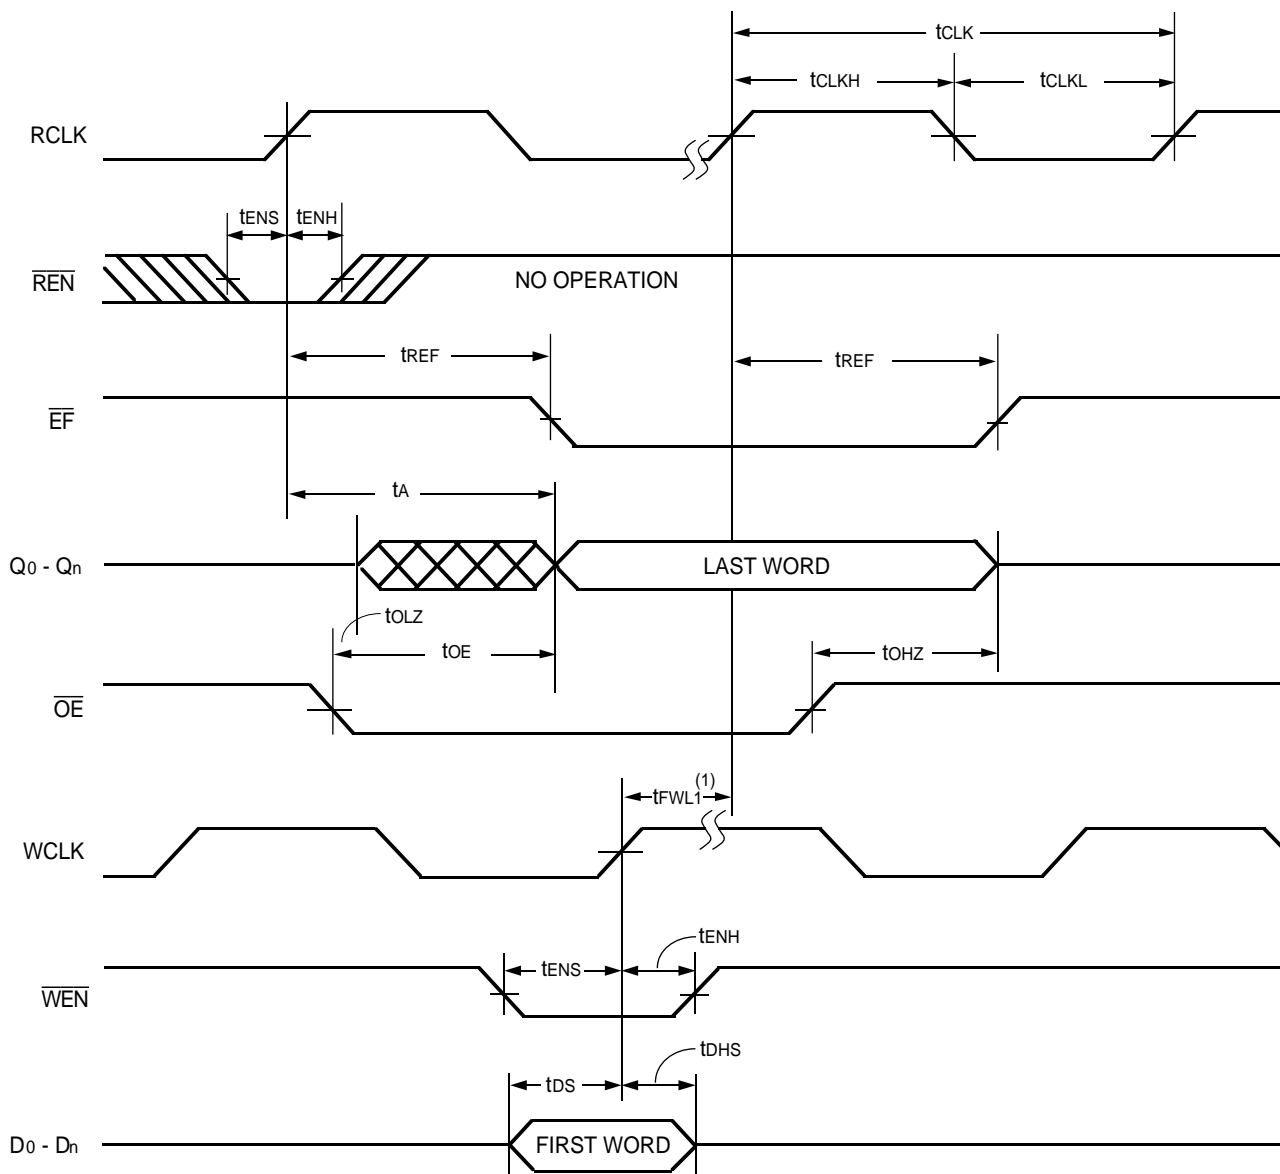 tCLK
tCLKH tCLKL
RCLK
tENS tENH
REN NO OPERATION
tREF tREF
EF
tA
Q0 - Qn LAST WORD
tOLZ
tOE tOHZ
OE
tFWL1(1)
WCLK
tENH
tENS
WEN
tDHS
tDS
D0 - Dn FIRST WORD